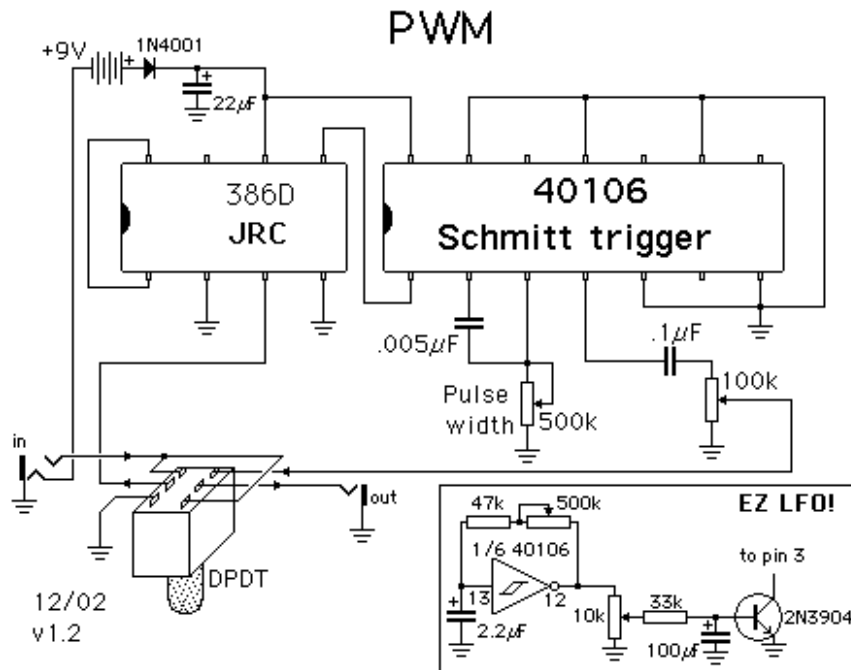 PWM
+9V
1N4001
+
+
22µF
386D
JRC
40106
Schmitt trigger
.005µF
.1µF
Pulse
width
500k
100k
in
out
DPDT
12/02
v1.2
EZ LFO!
47k
500k
1/6 40106
to pin 3
13
12
+
2.2µF
10k
33k
+
100µF
2N3904